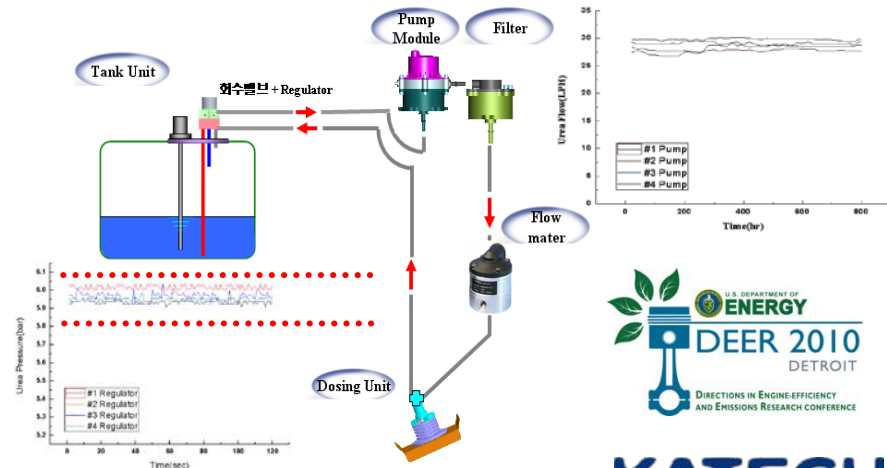 Pump
Module
Filter
Tank Unit
회수밸브 + Regulator
Flow
mater
Dosing Unit
Urea Flow(LPH)
30
25
20
15
10
5
0
#1 Pump
#2 Pump
#3 Pump
#4 Pump
0
200
400
600
800
Time(hr)
Urea Pressure(bar)
6.1
6.0
5.9
5.8
5.7
5.6
5.5
5.4
5.3
5.2
#1 Regulator
#2 Regulator
#3 Regulator
#4 Regulator
0
20
40
60
80
100
120
Time(sec)
U.S. DEPARTMENT OF
ENERGY
DEER 2010
DETROIT
DIRECTIONS IN ENGINE-EFFICIENCY
AND EMISSIONS RESEARCH CONFERENCE
KATECH